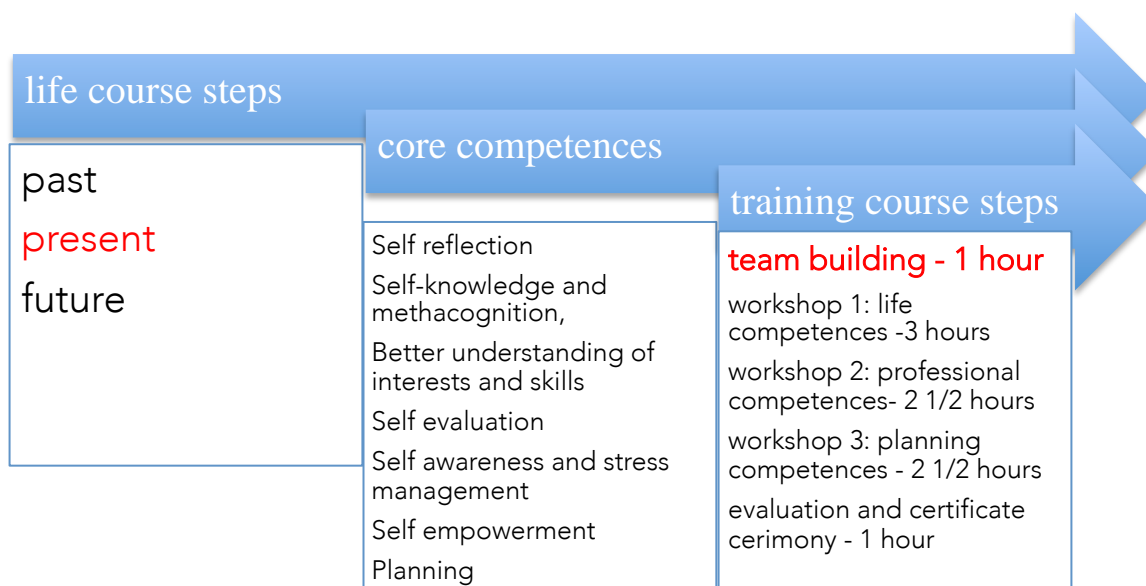 life course steps
past
present
future
core competences
Self reflection
Self-knowledge and
methacognition,
Better understanding of
interests and skills
Self evaluation
Self awareness and stress
management
Self empowerment
Planning
training course steps
team building - 1 hour
workshop 1: life
competences -3 hours
workshop 2: professional
competences- 2 1/2 hours
workshop 3: planning
competences - 2 1/2 hours
evaluation and certificate
cerimony - 1 hour